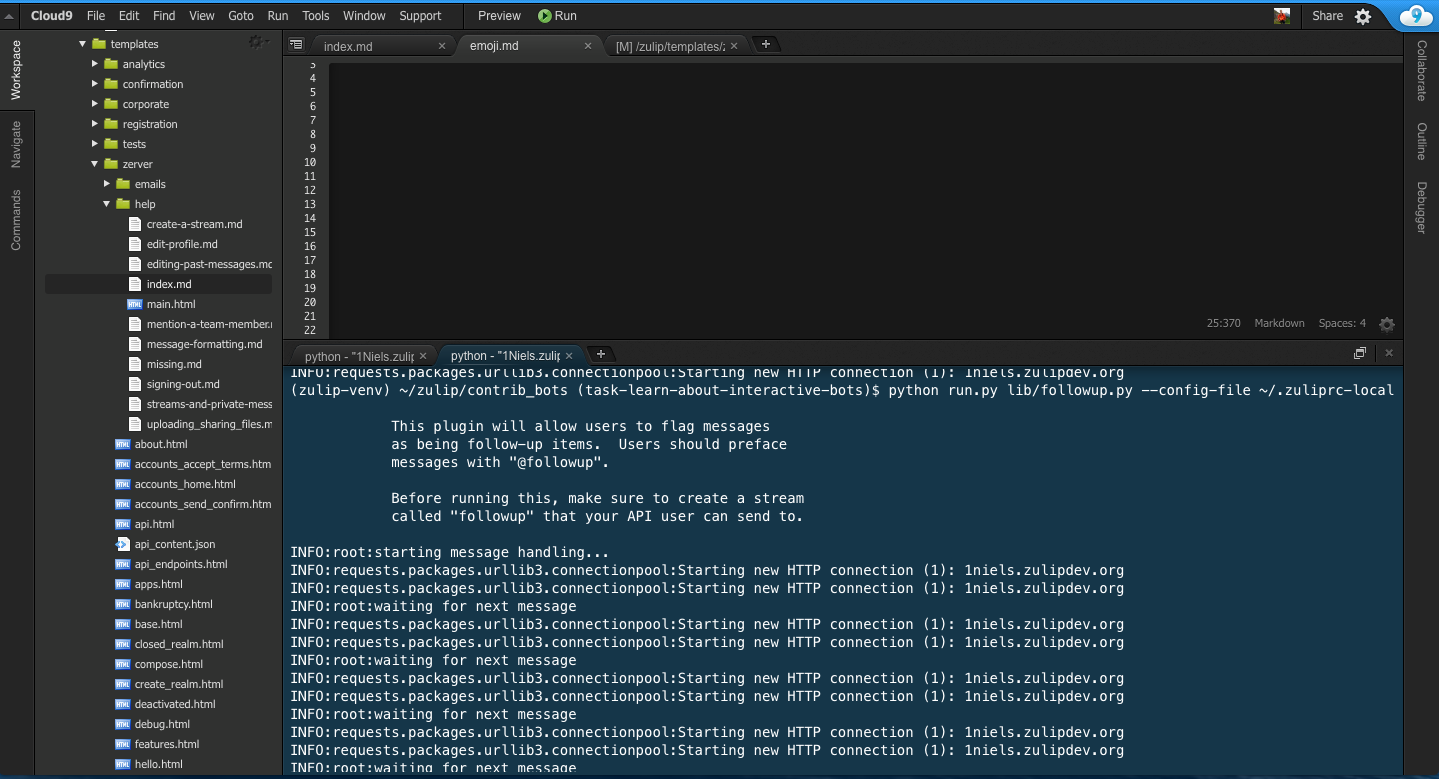 Cloud9 File Edit Find View Goto Run Tools Window Support Preview Run Share 9
Workspace
Navigate
Commands
templates
analytics
confirmation
corporate
registration
tests
zerver
emails
help
create-a-stream.md
edit-profile.md
editing-past-messages.mc
index.md
main.html
mention-a-team-member.
message-formatting.md
missing.md
signing-out.md
streams-and-private-mess
uploading_sharing_files.m
about.html
accounts_accept_terms.htm
accounts_home.html
accounts_send_confirm.htm
api.html
api_content.json
api_endpoints.html
apps.html
bankruptcy.html
base.html
closed_realm.html
compose.html
create_realm.html
deactivated.html
debug.html
features.html
hello.html
index.md emoji.md [M] /zulip/templates/z
3
4
5
6
7
8
9
10
11
12
13
14
15
16
17
18
19
20
21
22
25:370 Markdown Spaces: 4
python - "1Niels.zulip python - "1Niels.zulip
INFO:requests.packages.urllib3.connectionpool:Starting new HTTP connection (1): 1niels.zulipdev.org
(zulip-venv) ~/zulip/contrib_bots (task-learn-about-interactive-bots)$ python run.py lib/followup.py --config-file ~/.zuliprc-local
This plugin will allow users to flag messages
as being follow-up items.  Users should preface
messages with "@followup".
Before running this, make sure to create a stream
called "followup" that your API user can send to.
INFO:root:starting message handling...
INFO:requests.packages.urllib3.connectionpool:Starting new HTTP connection (1): 1niels.zulipdev.org
INFO:requests.packages.urllib3.connectionpool:Starting new HTTP connection (1): 1niels.zulipdev.org
INFO:root:waiting for next message
INFO:requests.packages.urllib3.connectionpool:Starting new HTTP connection (1): 1niels.zulipdev.org
INFO:requests.packages.urllib3.connectionpool:Starting new HTTP connection (1): 1niels.zulipdev.org
INFO:root:waiting for next message
INFO:requests.packages.urllib3.connectionpool:Starting new HTTP connection (1): 1niels.zulipdev.org
INFO:requests.packages.urllib3.connectionpool:Starting new HTTP connection (1): 1niels.zulipdev.org
INFO:root:waiting for next message
INFO:requests.packages.urllib3.connectionpool:Starting new HTTP connection (1): 1niels.zulipdev.org
INFO:requests.packages.urllib3.connectionpool:Starting new HTTP connection (1): 1niels.zulipdev.org
INFO:root:waiting for next message
Collaborate
Outline
Debugger